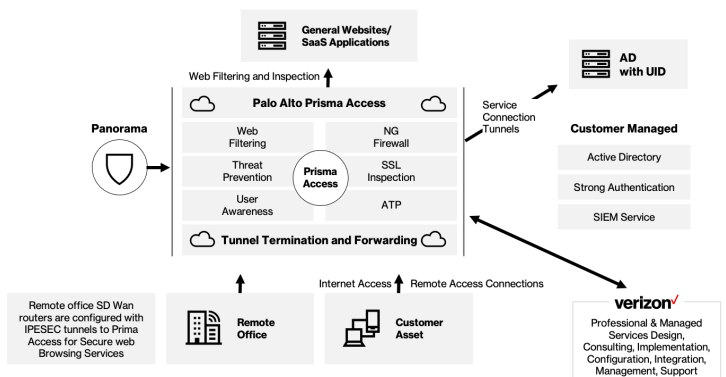 General Websites/
SaaS Applications
AD
with UID
Web Filtering and Inspection
Palo Alto Prisma Access
Service
Connection
Tunnels
Panorama
Customer Managed
Web
Filtering
NG
Firewall
Active Directory
Threat
Prevention
Prisma
Access
SSL
Inspection
Strong Authentication
User
Awareness
ATP
SIEM Service
Tunnel Termination and Forwarding
Internet Access
Remote Access Connections
Remote office SD Wan
routers are configured with
IPESEC tunnels to Prima
Access for Secure web
Browsing Services
Remote
Office
Customer
Asset
verizon
Professional & Managed
Services Design,
Consulting, Implementation,
Configuration, Integration,
Management, Support